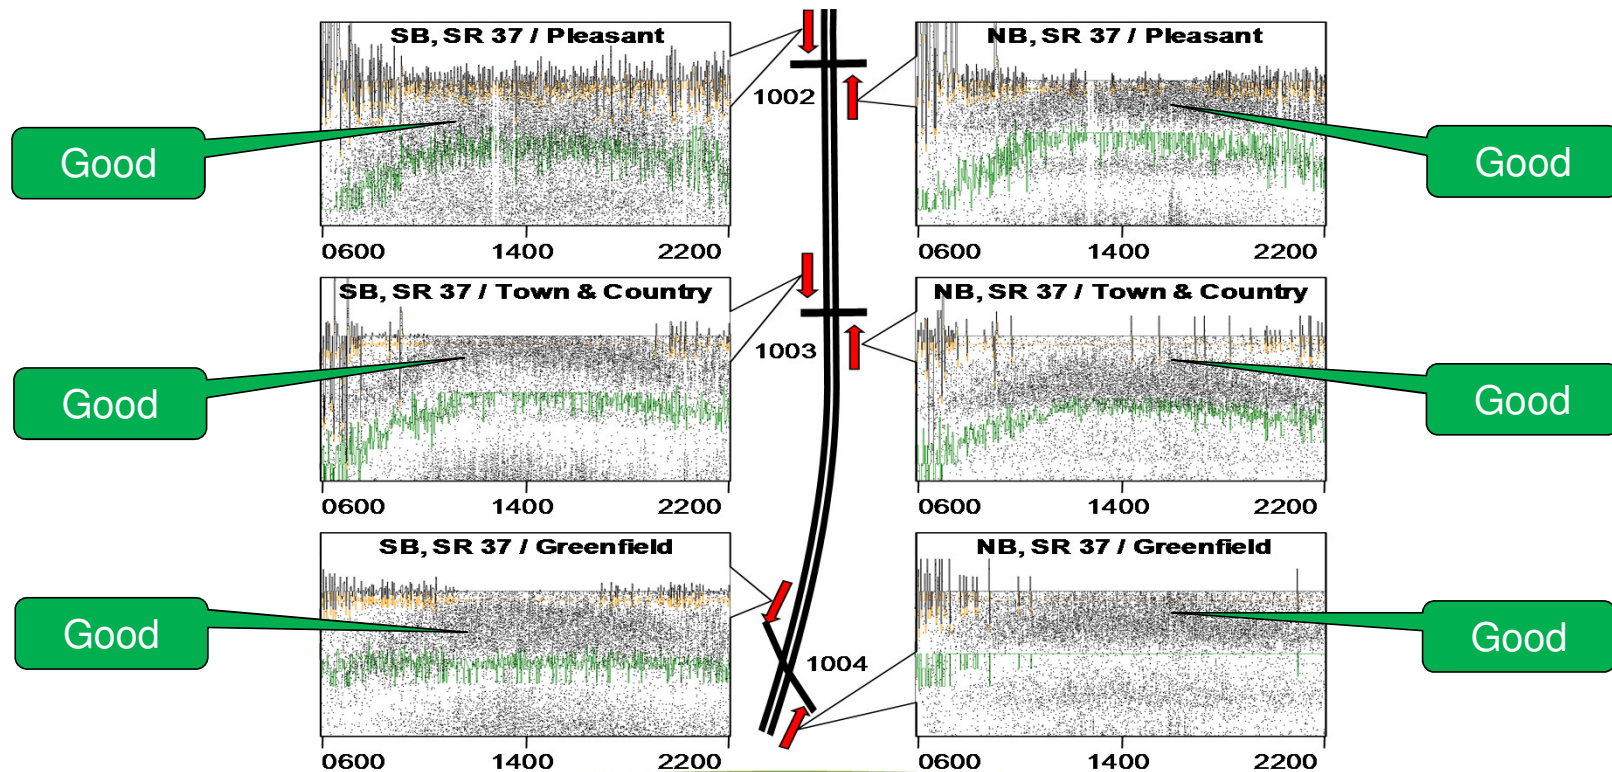 SB, SR 37 / Pleasant
NB, SR 37 / Pleasant
1002
Good
Good
0600 1400 2200
0600 1400 2200
SB, SR 37 / Town & Country
NB, SR 37 / Town & Country
1003
Good
Good
0600 1400 2200
0600 1400 2200
SB, SR 37 / Greenfield
NB, SR 37 / Greenfield
Good
Good
1004
0600 1400 2200
0600 1400 2200